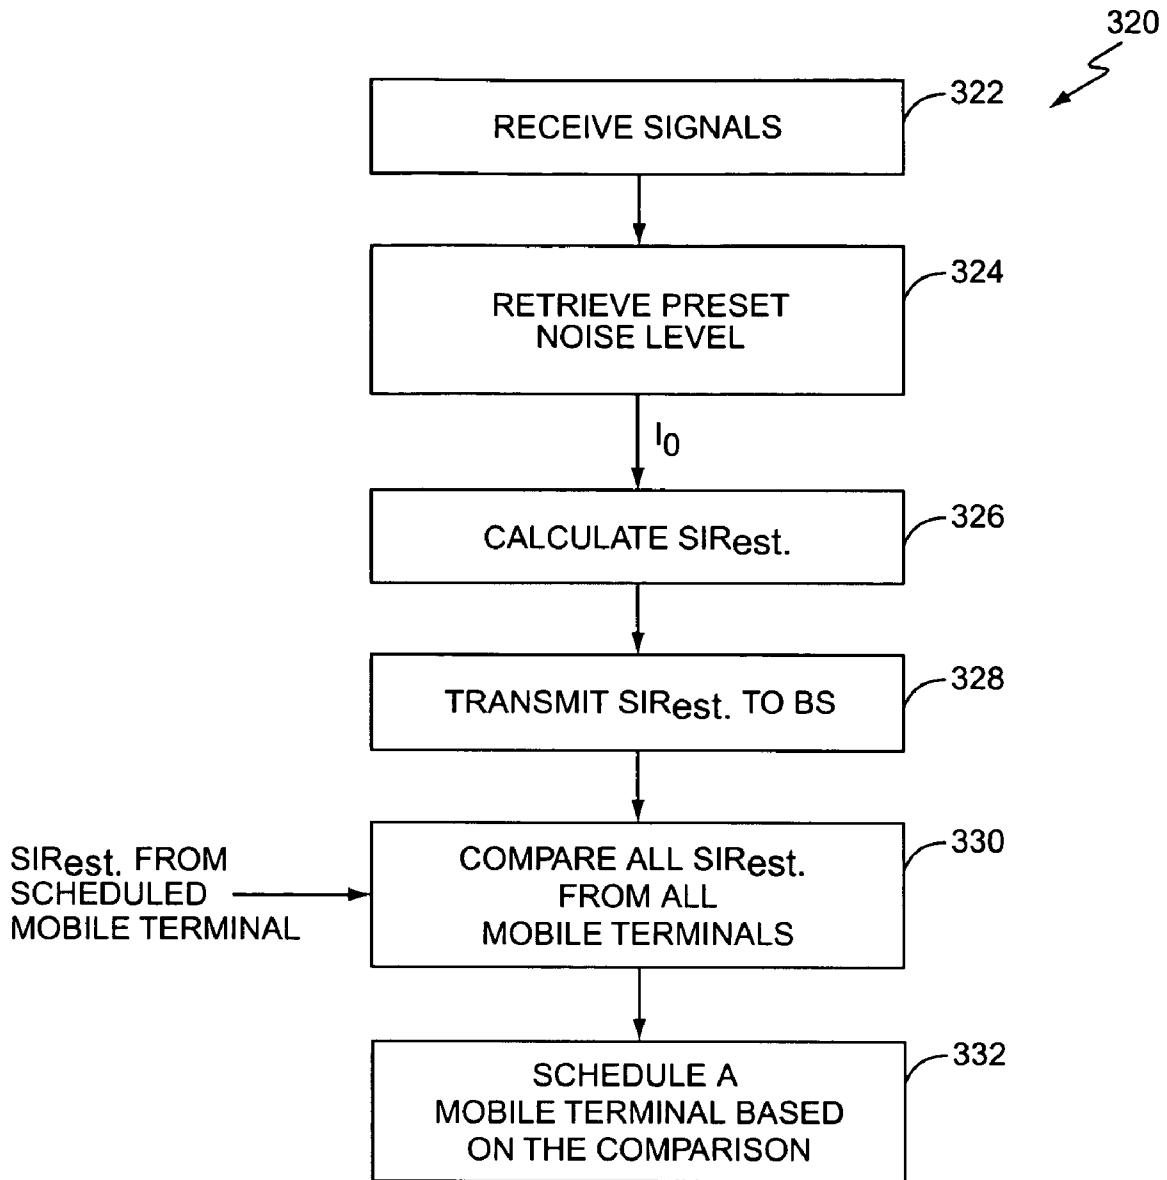 320
RECEIVE SIGNALS
322
RETRIEVE PRESET
NOISE LEVEL
324
I0
CALCULATE SIRest.
326
TRANSMIT SIRest. TO BS
328
SIRest. FROM
SCHEDULED
MOBILE TERMINAL
COMPARE ALL SIRest.
FROM ALL
MOBILE TERMINALS
330
SCHEDULE A
MOBILE TERMINAL BASED
ON THE COMPARISON
332